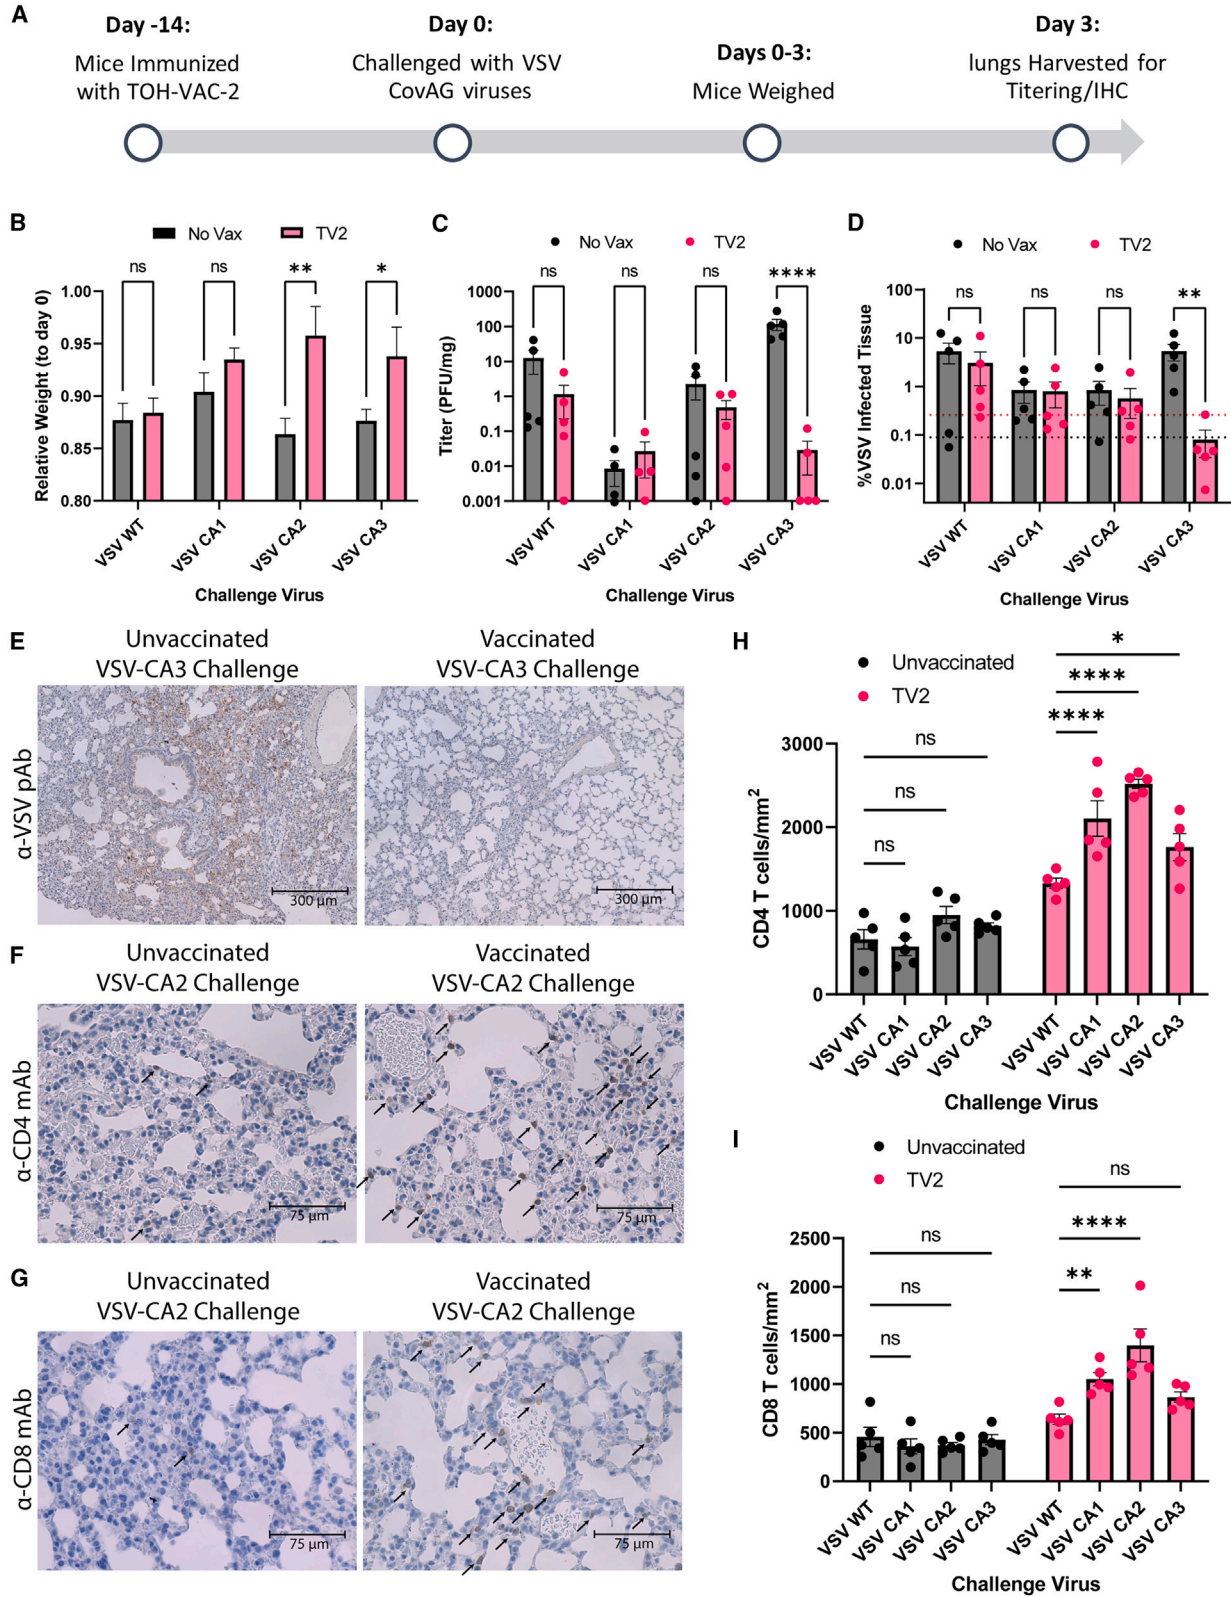 A
Day -14:
Mice Immunized
with TOH-VAC-2
Day 0:
Challenged with VSV
CovAG viruses
Days 0-3:
Mice Weighed
Day 3:
lungs Harvested for
Titering/IHC
B
No Vax
TV2
ns
ns
**
*
Relative Weight (to day 0)
1.00
0.95
0.90
0.85
0.80
VSV WT
VSV CA1
VSV CA2
VSV CA3
Challenge Virus
C
No Vax
TV2
ns
ns
ns
****
Titer (PFU/mg)
1000
100
10
1
0.1
0.01
0.001
VSV WT
VSV CA1
VSV CA2
VSV CA3
Challenge Virus
D
No Vax
TV2
ns
ns
ns
**
%VSV Infected Tissue
100
10
1
0.1
0.01
VSV WT
VSV CA1
VSV CA2
VSV CA3
Challenge Virus
E
Unvaccinated
VSV-CA3 Challenge
Vaccinated
VSV-CA3 Challenge
α-VSV pAb
300 μm
300 μm
F
Unvaccinated
VSV-CA2 Challenge
Vaccinated
VSV-CA2 Challenge
α-CD4 mAb
75 μm
75 μm
G
Unvaccinated
VSV-CA2 Challenge
Vaccinated
VSV-CA2 Challenge
α-CD8 mAb
75 μm
75 μm
H
Unvaccinated
TV2
*
****
****
ns
ns
ns
CD4 T cells/mm²
3000
2000
1000
0
VSV WT
VSV CA1
VSV CA2
VSV CA3
VSV WT
VSV CA1
VSV CA2
VSV CA3
Challenge Virus
I
Unvaccinated
TV2
ns
****
**
ns
ns
ns
CD8 T cells/mm²
2500
2000
1500
1000
500
0
VSV WT
VSV CA1
VSV CA2
VSV CA3
VSV WT
VSV CA1
VSV CA2
VSV CA3
Challenge Virus